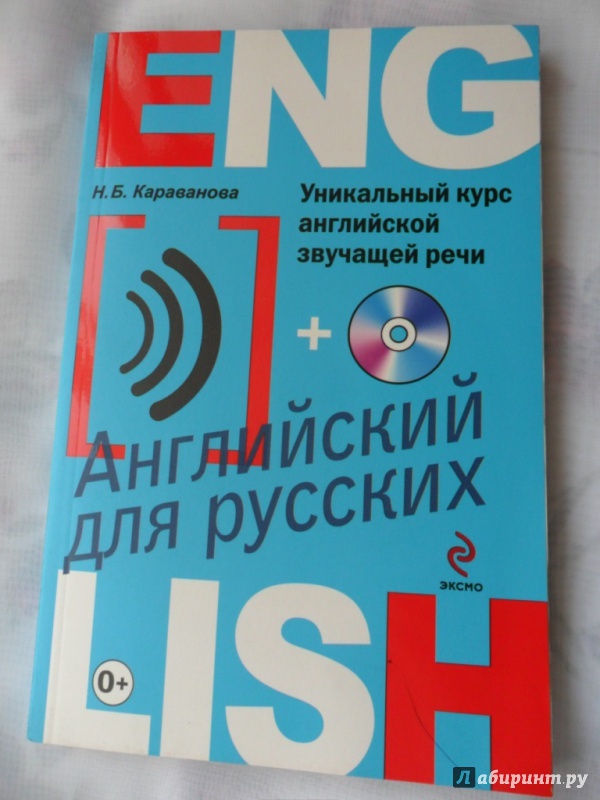 ENG
Н. Б. Караванова
Уникальный курс
английской
звучащей речи
[ ]
+
Английский
для русских
ЭКСМО
LISH
0+
Лабиринт.ру